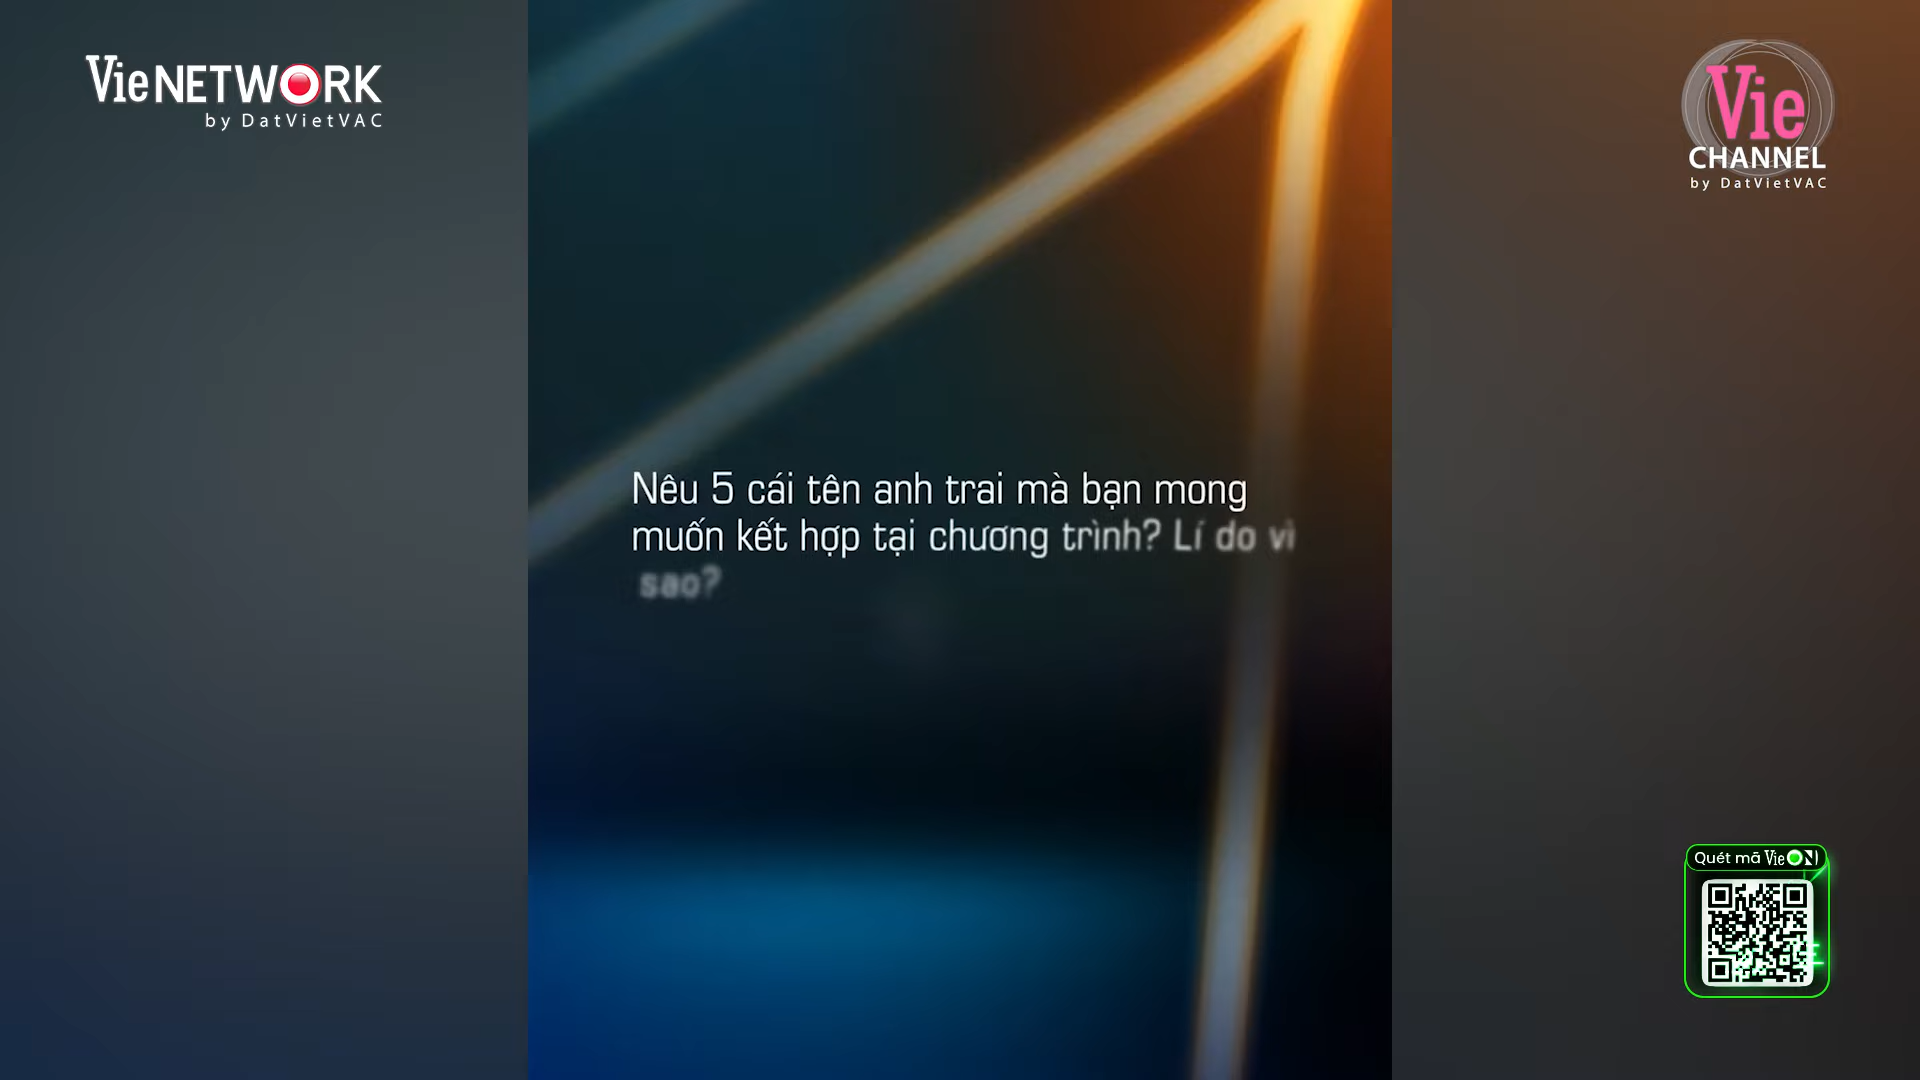 VieNETWORK
by DatVietVAC
Vie
CHANNEL
by DatVietVAC
Nêu 5 cái tên anh trai mà bạn mong
muốn kết hợp tại chương trình? Lí do vì
sao?
Quét mã VieON